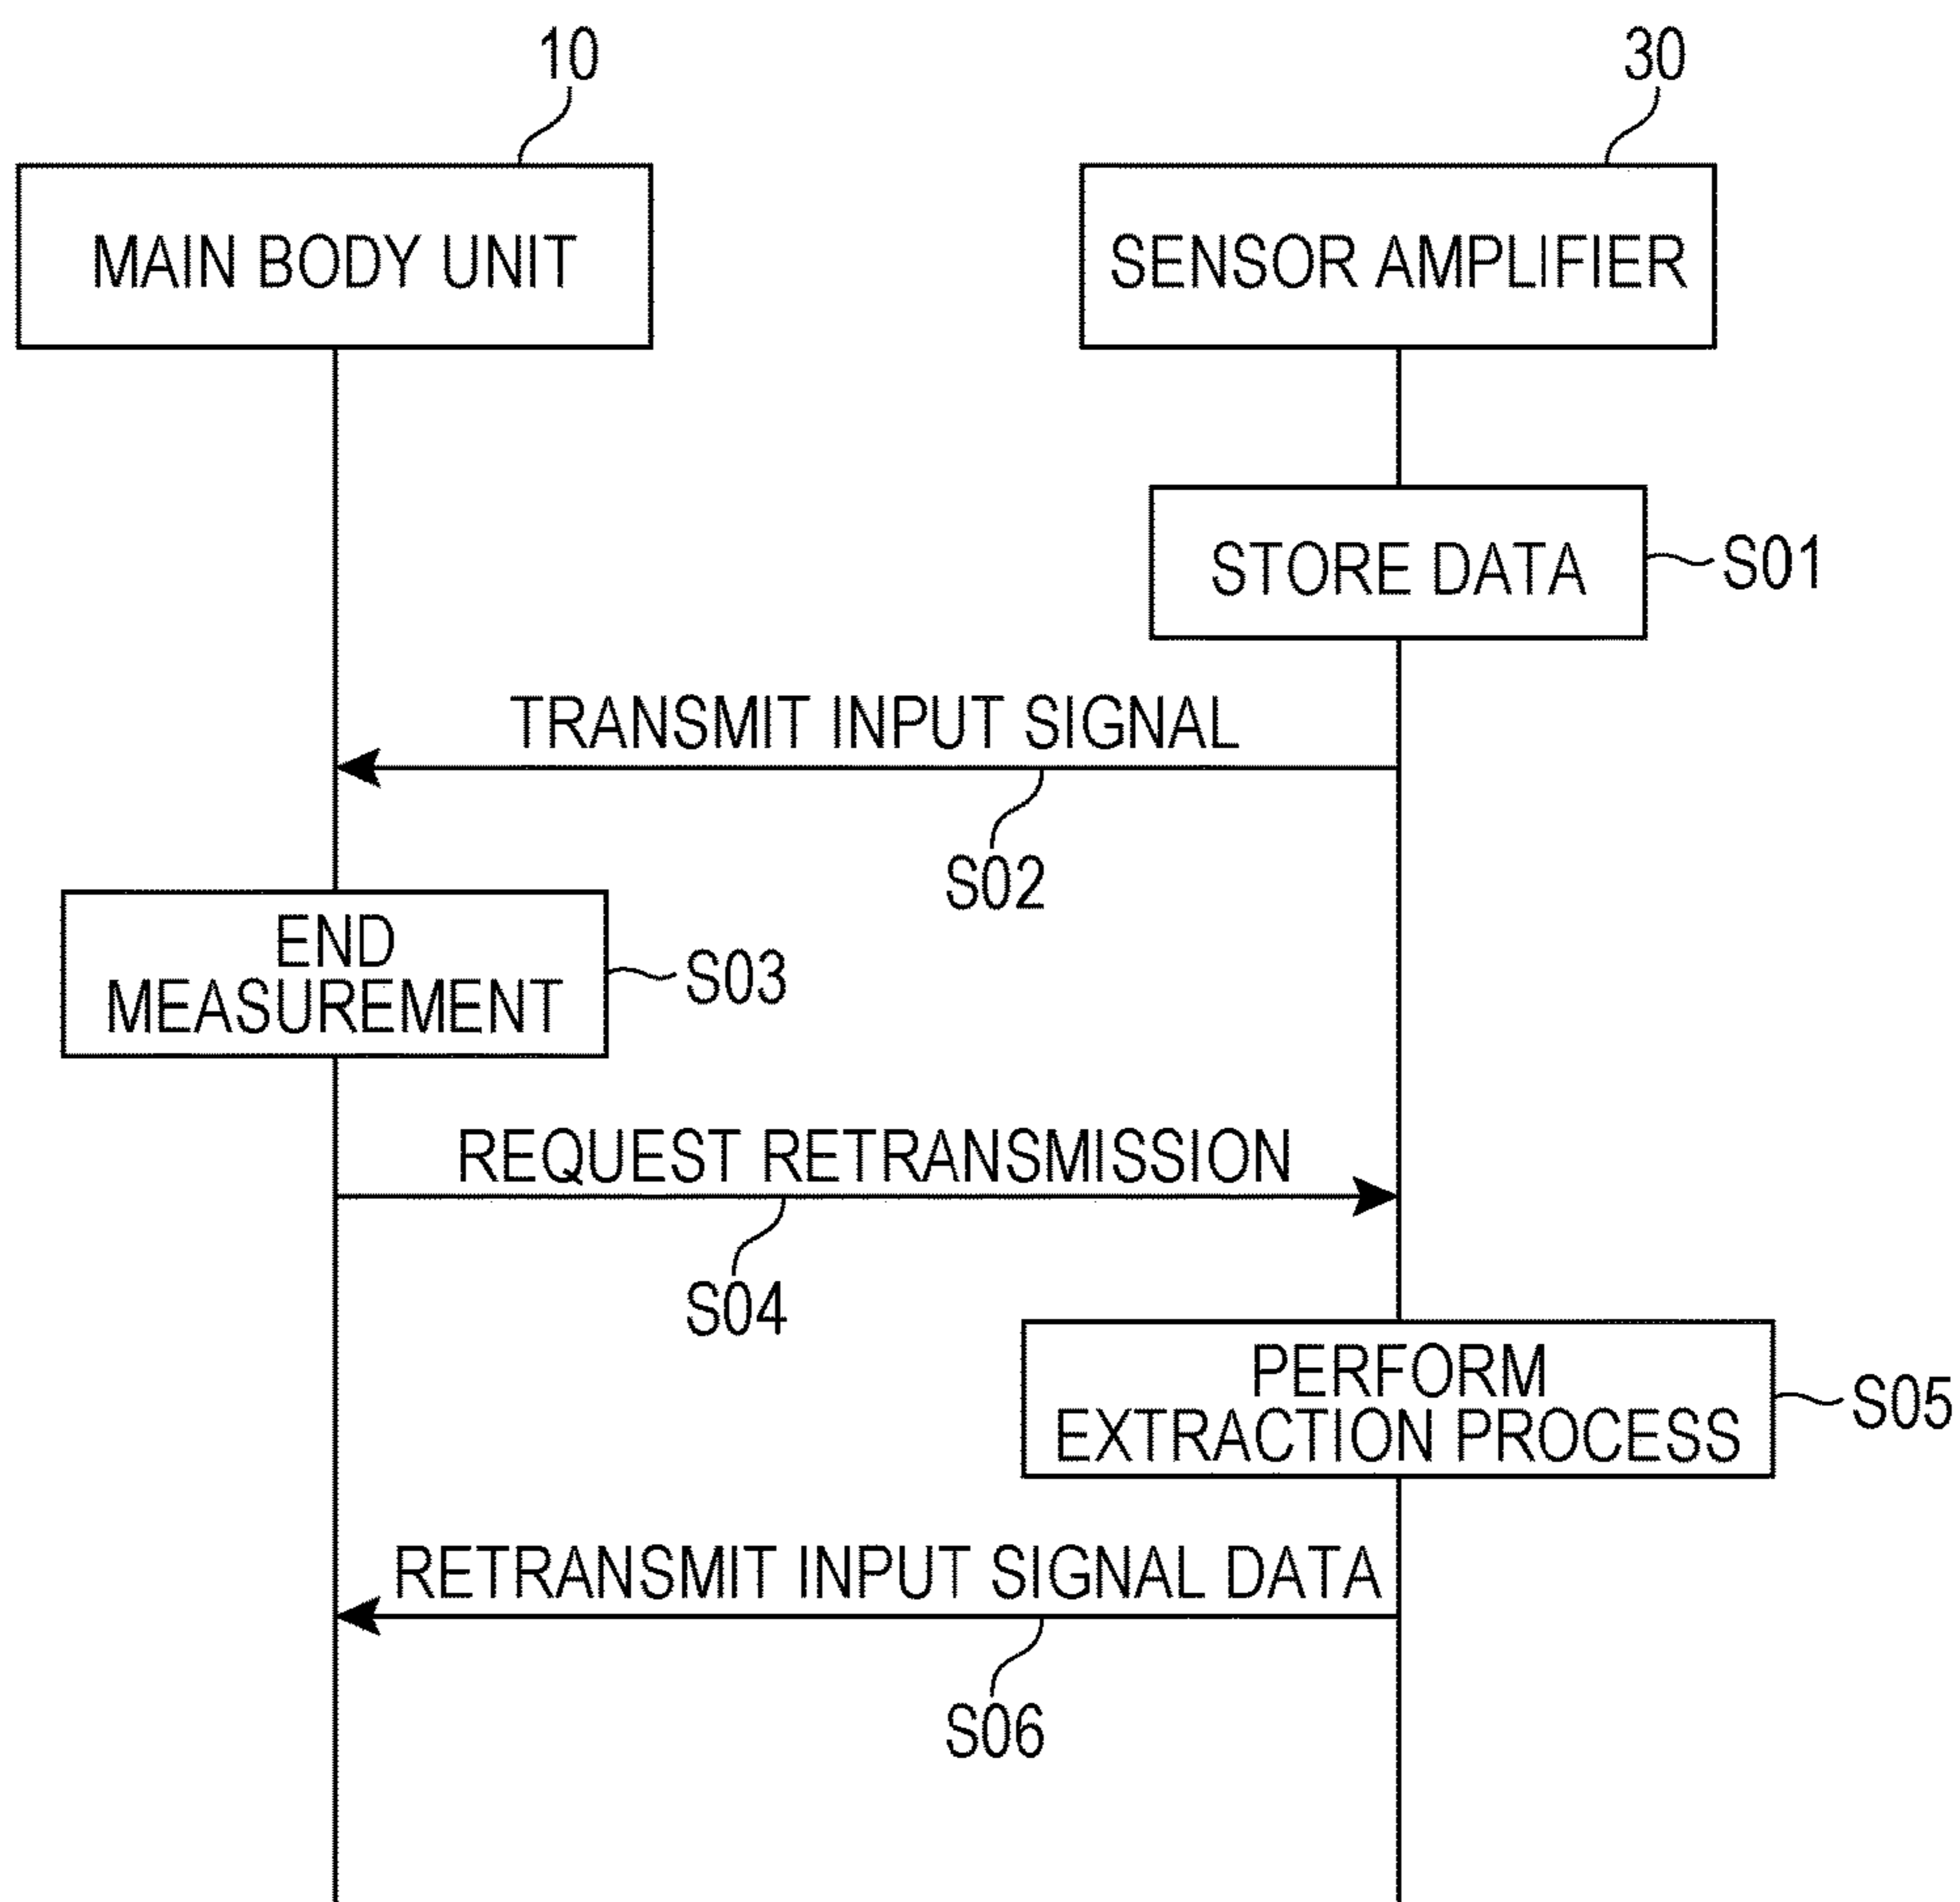 10
30
MAIN BODY UNIT
SENSOR AMPLIFIER
STORE DATA
S01
TRANSMIT INPUT SIGNAL
S02
END
MEASUREMENT
S03
REQUEST RETRANSMISSION
S04
PERFORM
EXTRACTION PROCESS
S05
RETRANSMIT INPUT SIGNAL DATA
S06